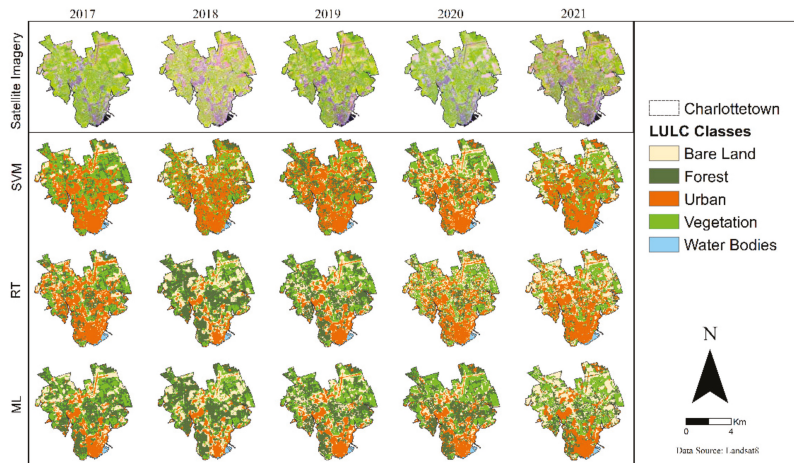 2017 2018 2019 2020 2021
Satellite Imagery
SVM
RT
ML
Charlottetown
LULC Classes
Bare Land
Forest
Urban
Vegetation
Water Bodies
N
0 4 Km
Data Source: Landsat8